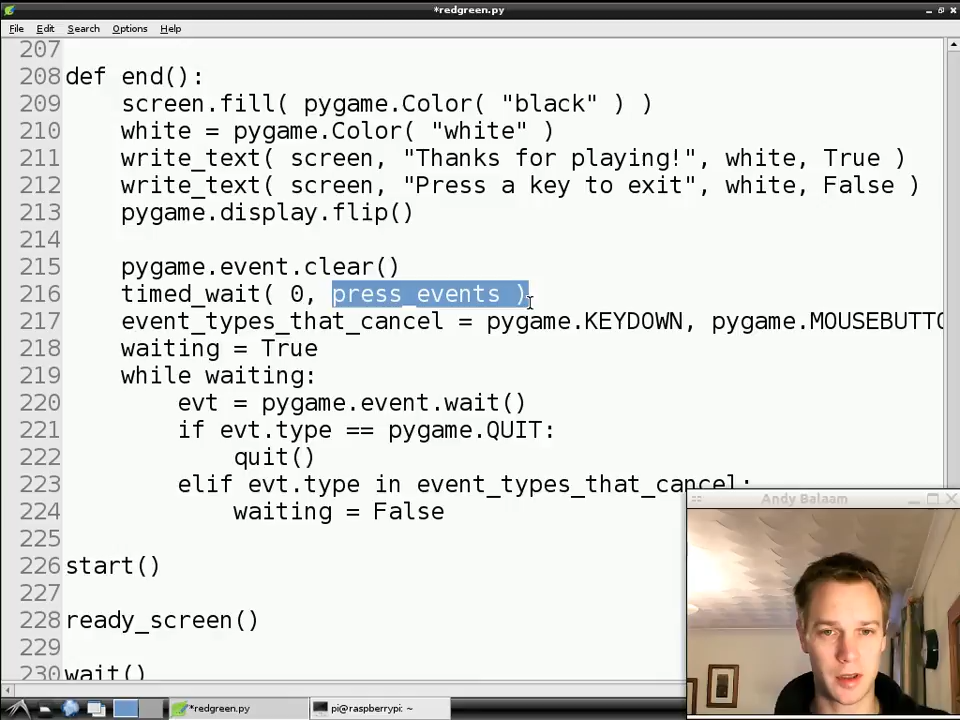 *redgreen.py
File Edit Search Options Help
207
208 def end():
209 screen.fill( pygame.Color( "black" ) )
210 white = pygame.Color( "white" )
211 write_text( screen, "Thanks for playing!", white, True )
212 write_text( screen, "Press a key to exit", white, False )
213 pygame.display.flip()
214
215 pygame.event.clear()
216 timed_wait( 0, press_events )
217 event_types_that_cancel = pygame.KEYDOWN, pygame.MOUSEBUTTO
218 waiting = True
219 while waiting:
220 evt = pygame.event.wait()
221 if evt.type == pygame.QUIT:
222 quit()
223 elif evt.type in event_types_that_cancel:
224 waiting = False
225
226 start()
227
228 ready_screen()
229
230 wait()
Andy Balaam
*redgreen.py
pi@raspberrypi: ~